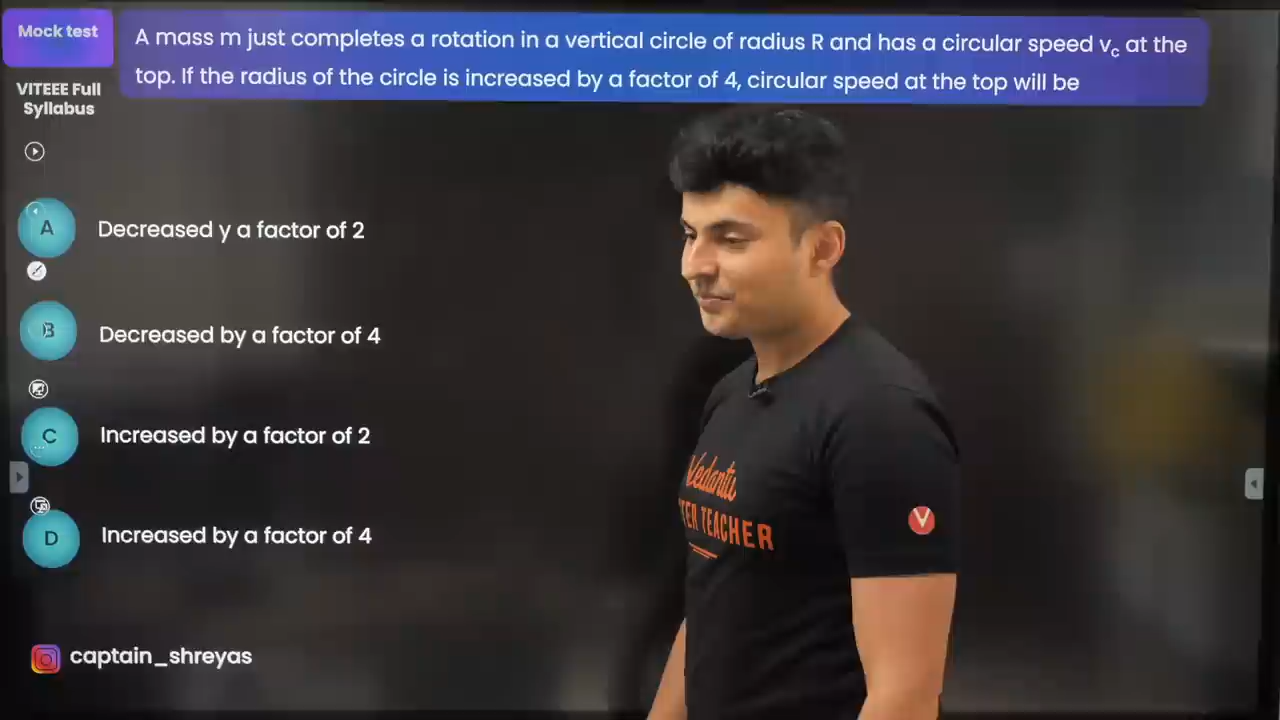 Mock test
A mass m just completes a rotation in a vertical circle of radius R and has a circular speed vc at the
top. If the radius of the circle is increased by a factor of 4, circular speed at the top will be
VITEEE Full
Syllabus
A
Decreased y a factor of 2
B
Decreased by a factor of 4
C
Increased by a factor of 2
D
Increased by a factor of 4
Vedantu
TER TEACHER
V
captain_shreyas